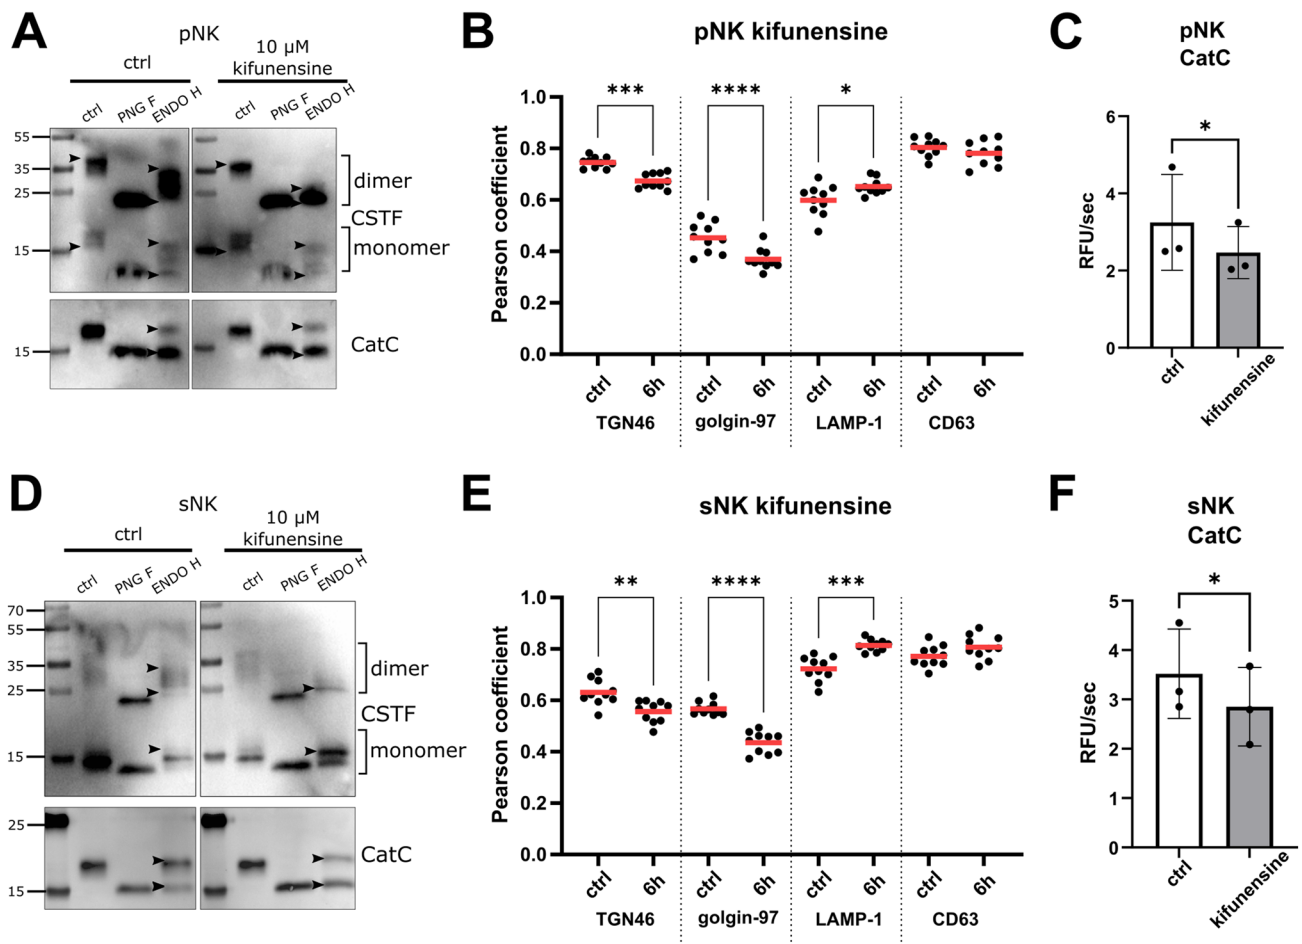 A
pNK
ctrl
10 µM
kifunensine
ctrl
PNG F
ENDO H
ctrl
PNG F
ENDO H
55
35
25
15
dimer
CSTF
monomer
15
CatC
B
pNK kifunensine
Pearson coefficient
1.0
0.8
0.6
0.4
0.2
0.0
*** **** *
ctrl 6h ctrl 6h ctrl 6h ctrl 6h
TGN46 golgin-97 LAMP-1 CD63
C
pNK
CatC
RFU/sec
6
4
2
0
*
ctrl kifunensine
D
sNK
ctrl
10 µM
kifunensine
ctrl
PNG F
ENDO H
ctrl
PNG F
ENDO H
70
55
35
25
15
dimer
CSTF
monomer
25
15
CatC
E
sNK kifunensine
Pearson coefficient
1.0
0.8
0.6
0.4
0.2
0.0
** **** ***
ctrl 6h ctrl 6h ctrl 6h ctrl 6h
TGN46 golgin-97 LAMP-1 CD63
F
sNK
CatC
RFU/sec
5
4
3
2
1
0
*
ctrl kifunensine